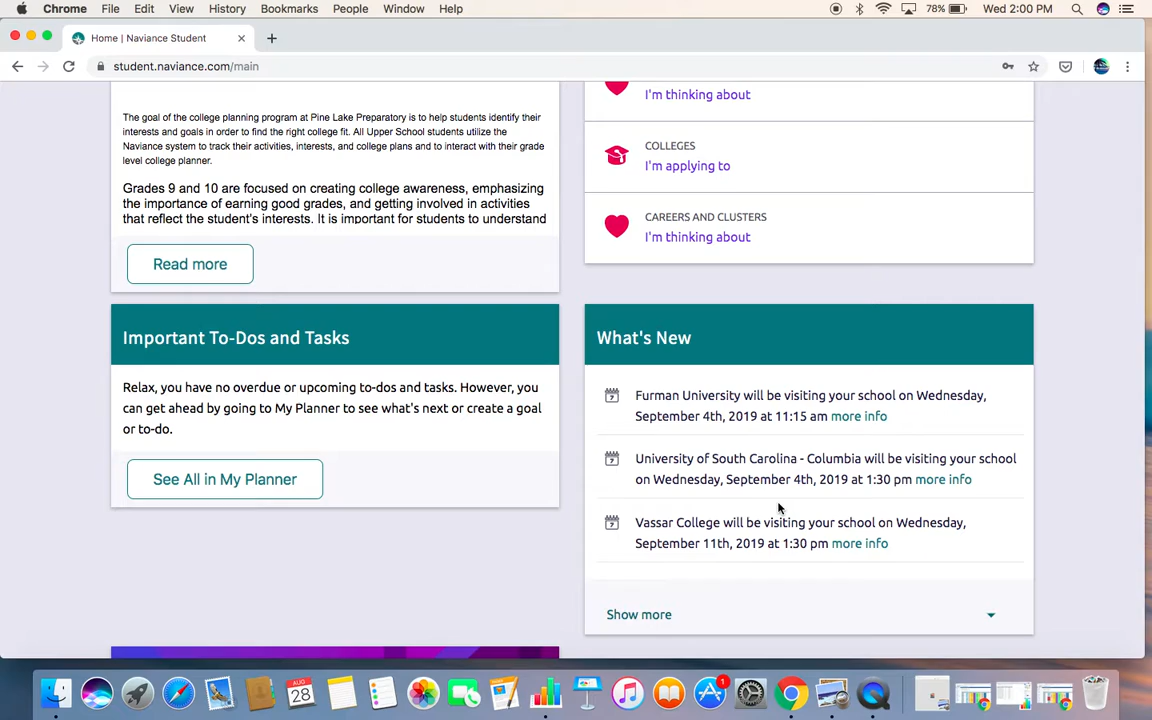 Chrome File Edit View History Bookmarks People Window Help 78% Wed 2:00 PM
Home | Naviance Student
student.naviance.com/main
The goal of the college planning program at Pine Lake Preparatory is to help students identify their
interests and goals in order to find the right college fit. All Upper School students utilize the
Naviance system to track their activities, interests, and college plans and to interact with their grade
level college planner.
Grades 9 and 10 are focused on creating college awareness, emphasizing
the importance of earning good grades, and getting involved in activities
that reflect the student's interests. It is important for students to understand
Read more
I'm thinking about
COLLEGES
I'm applying to
CAREERS AND CLUSTERS
I'm thinking about
Important To-Dos and Tasks
Relax, you have no overdue or upcoming to-dos and tasks. However, you
can get ahead by going to My Planner to see what's next or create a goal
or to-do.
See All in My Planner
What's New
7
Furman University will be visiting your school on Wednesday,
September 4th, 2019 at 11:15 am more info
7
University of South Carolina - Columbia will be visiting your school
on Wednesday, September 4th, 2019 at 1:30 pm more info
7
Vassar College will be visiting your school on Wednesday,
September 11th, 2019 at 1:30 pm more info
Show more
AUG
28
1